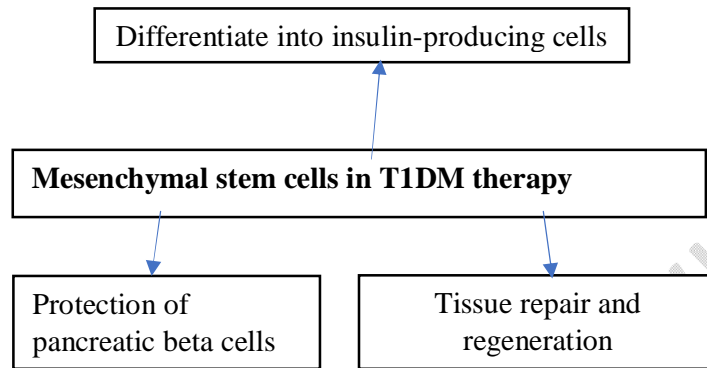 Differentiate into insulin-producing cells
Mesenchymal stem cells in T1DM therapy
Protection of
pancreatic beta cells
Tissue repair and
regeneration